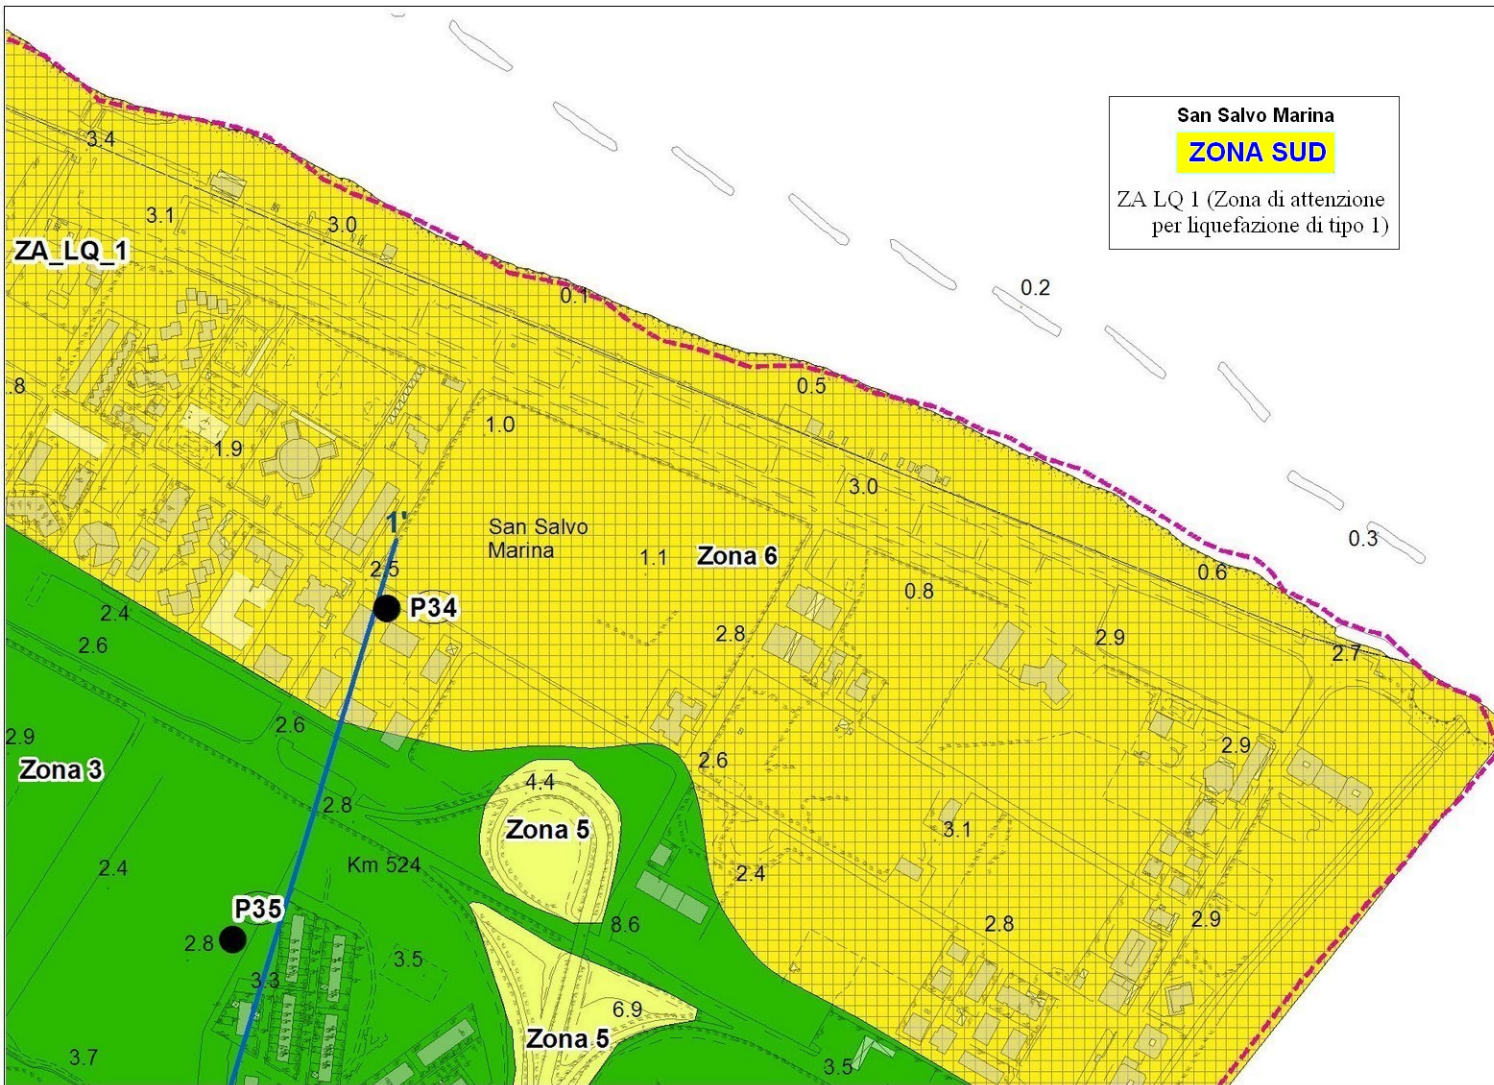 San Salvo Marina
ZONA SUD
ZA LQ 1 (Zona di attenzione
per liquefazione di tipo 1)
3.4
3.1
3.0
ZA_LQ_1
0.2
0.1
.8
0.5
1.0
1.9
3.0
1'
San Salvo
Marina
0.3
1.1
Zona 6
2.5
0.6
0.8
P34
2.4
2.6
2.8
2.9
2.7
2.6
2.9
2.9
Zona 3
2.6
4.4
2.8
Zona 5
3.1
Km 524
2.4
2.4
P35
8.6
2.8
2.9
2.8
3.5
3.3
6.9
Zona 5
3.7
3.5